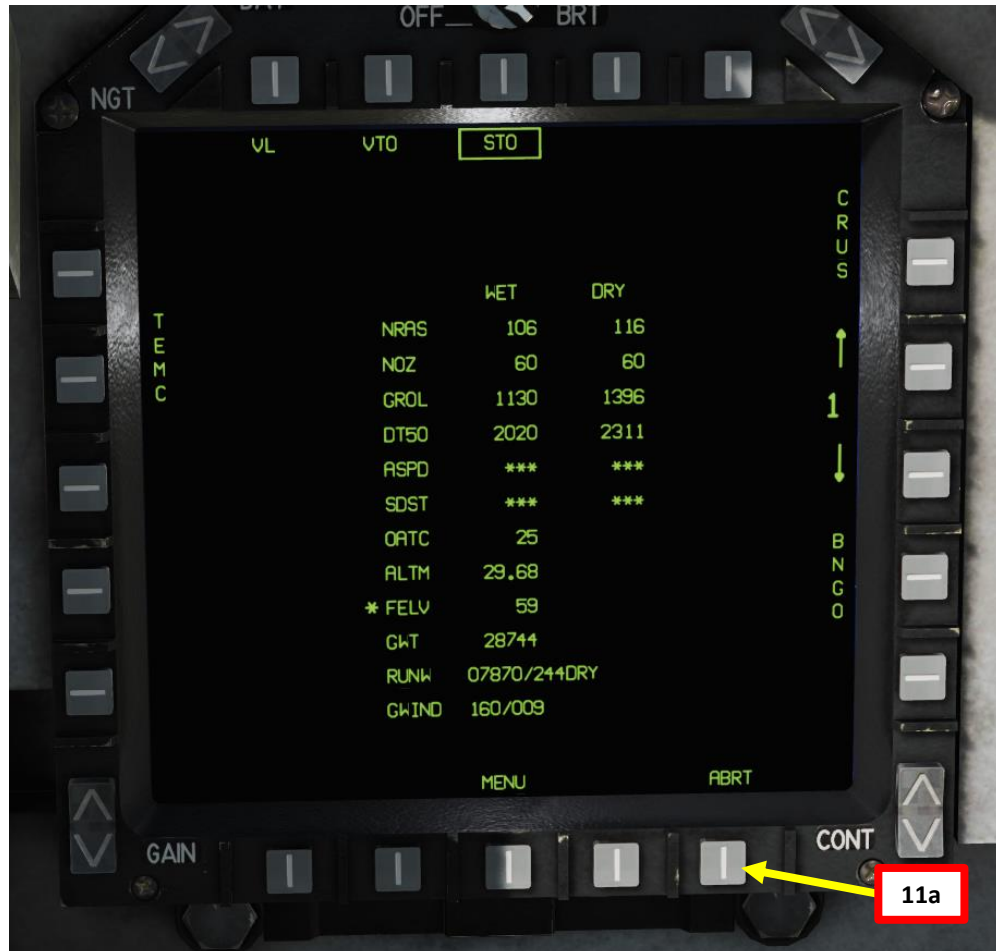 OFF BRT
NGT
VL VTO STO
CRUS
WET DRY
TEMC
NRAS 106 116
NOZ 60 60
1
GROL 1130 1396
DT50 2020 2311
ASPD *** ***
SDST *** ***
OATC 25
BNGO
ALTM 29.68
* FELV 59
GWT 28744
RUNW 07870/244DRY
GWIND 160/009
MENU ABRT
GAIN CONT
11a